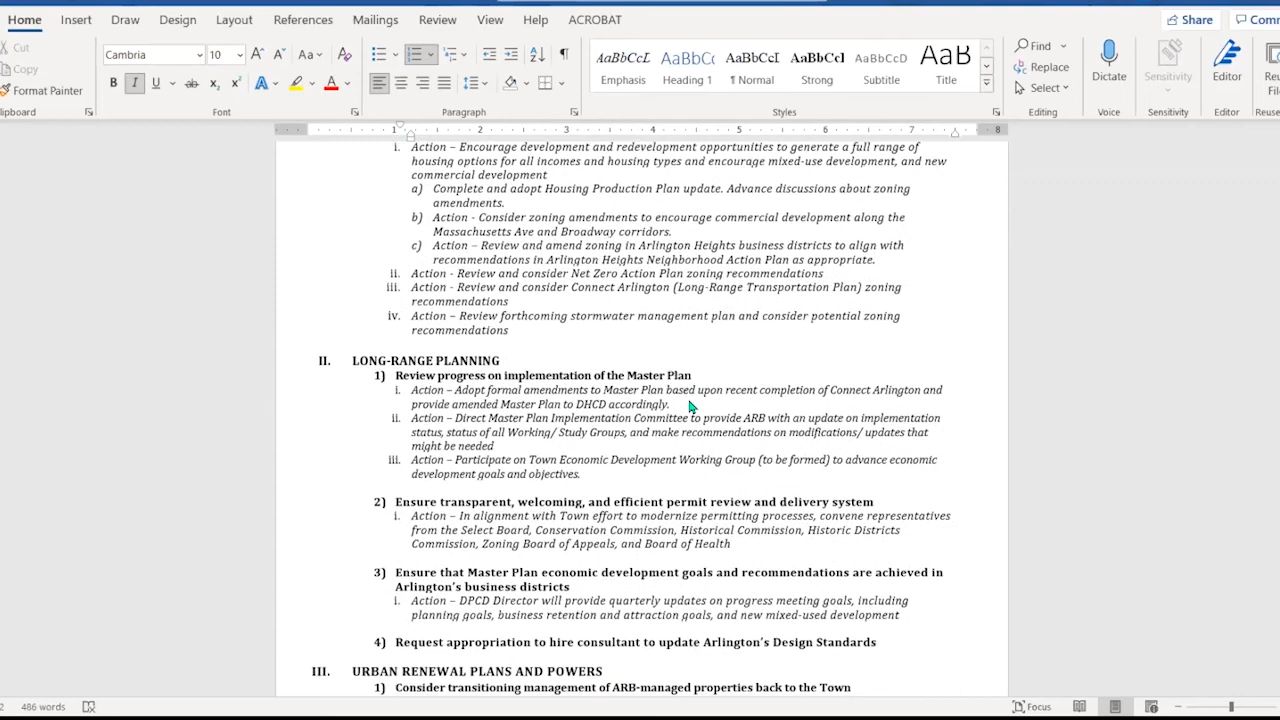 Home Insert Draw Design Layout References Mailings Review View Help ACROBAT Share
Cut
Copy
Format Painter
Cambria 10
Aa
B I U ab x₂ x² A A
AaBbCcL AaBbCc AaBbCcI AaBbCcI AaBbCcD AaB
Emphasis Heading 1 ¶ Normal Strong Subtitle Title
Find
Replace
Select
Dictate Sensitivity Editor
Font Paragraph Styles Editing Voice Sensitivity Editor
1 2 3 4 5 6 7 8
i. Action – Encourage development and redevelopment opportunities to generate a full range of
housing options for all incomes and housing types and encourage mixed-use development, and new
commercial development
a) Complete and adopt Housing Production Plan update. Advance discussions about zoning
amendments.
b) Action - Consider zoning amendments to encourage commercial development along the
Massachusetts Ave and Broadway corridors.
c) Action – Review and amend zoning in Arlington Heights business districts to align with
recommendations in Arlington Heights Neighborhood Action Plan as appropriate.
ii. Action - Review and consider Net Zero Action Plan zoning recommendations
iii. Action - Review and consider Connect Arlington (Long-Range Transportation Plan) zoning
recommendations
iv. Action – Review forthcoming stormwater management plan and consider potential zoning
recommendations
II. LONG-RANGE PLANNING
1) Review progress on implementation of the Master Plan
i. Action – Adopt formal amendments to Master Plan based upon recent completion of Connect Arlington and
provide amended Master Plan to DHCD accordingly.
ii. Action – Direct Master Plan Implementation Committee to provide ARB with an update on implementation
status, status of all Working/ Study Groups, and make recommendations on modifications/ updates that
might be needed
iii. Action – Participate on Town Economic Development Working Group (to be formed) to advance economic
development goals and objectives.
2) Ensure transparent, welcoming, and efficient permit review and delivery system
i. Action – In alignment with Town effort to modernize permitting processes, convene representatives
from the Select Board, Conservation Commission, Historical Commission, Historic Districts
Commission, Zoning Board of Appeals, and Board of Health
3) Ensure that Master Plan economic development goals and recommendations are achieved in
Arlington's business districts
i. Action – DPCD Director will provide quarterly updates on progress meeting goals, including
planning goals, business retention and attraction goals, and new mixed-used development
4) Request appropriation to hire consultant to update Arlington's Design Standards
III. URBAN RENEWAL PLANS AND POWERS
1) Consider transitioning management of ARB-managed properties back to the Town
2 486 words Focus